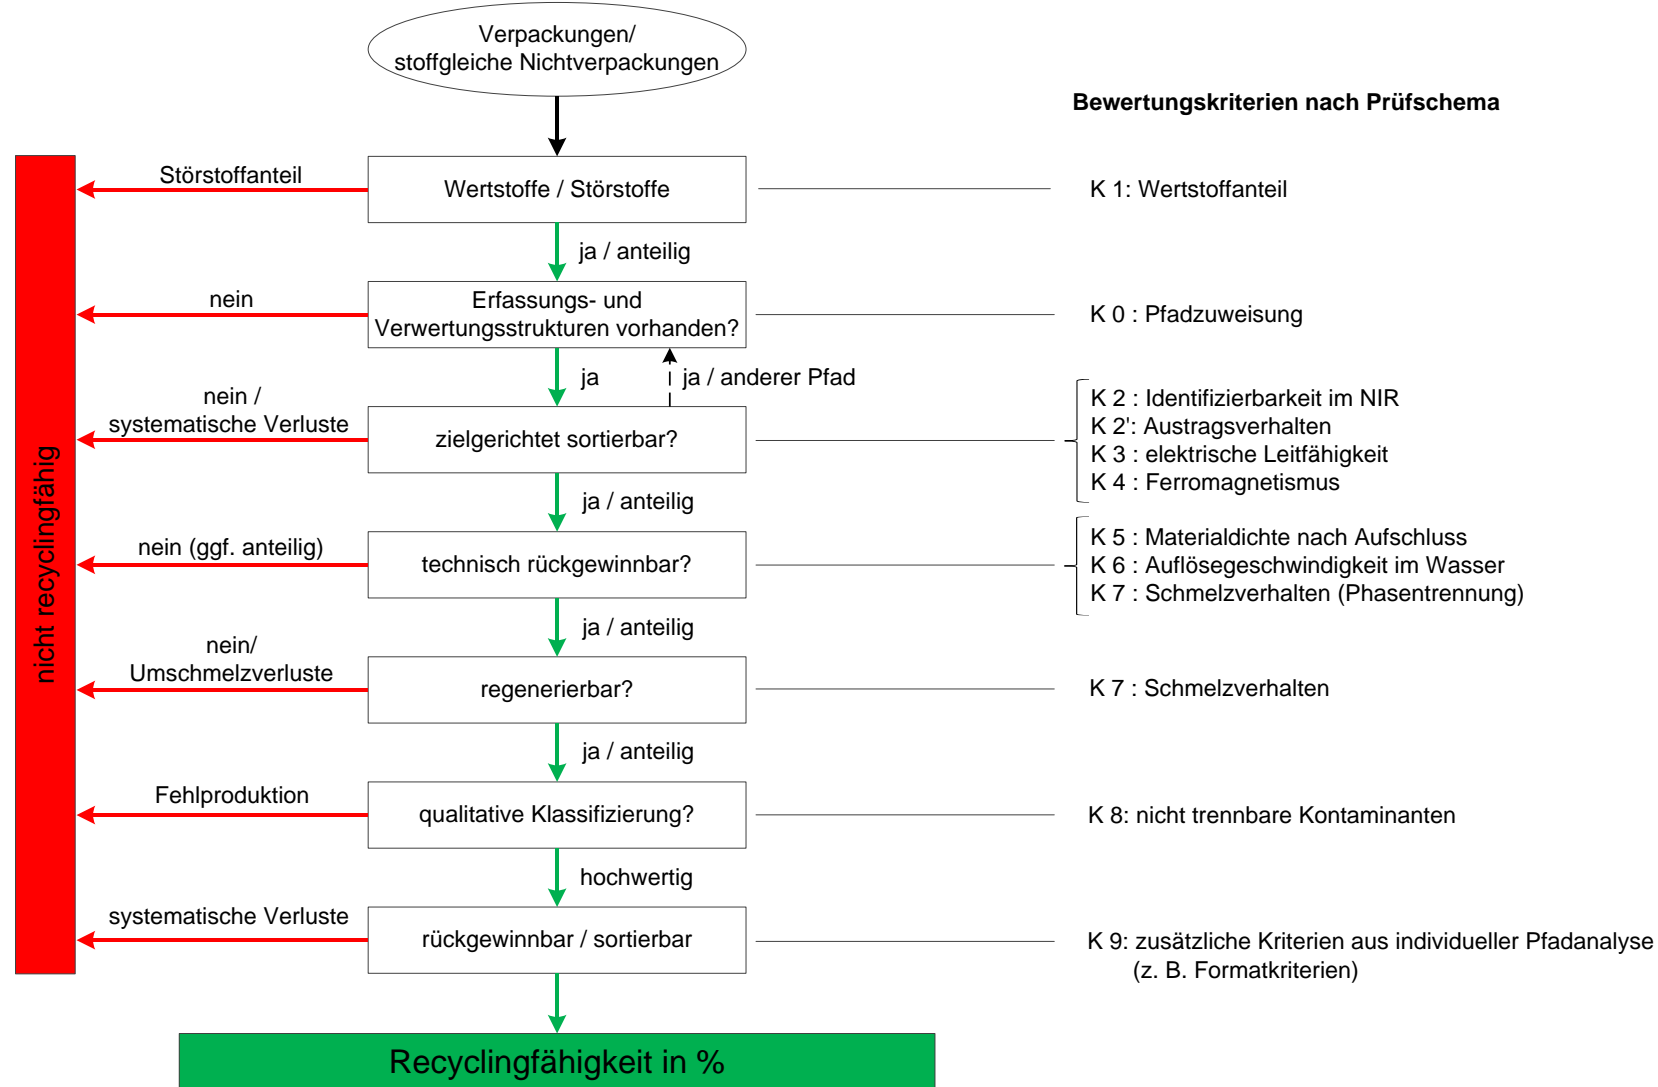 Verpackungen/
stoffgleiche Nichtverpackungen
Bewertungskriterien nach Prüfschema
nicht recyclingfähig
Störstoffanteil
Wertstoffe / Störstoffe
K 1: Wertstoffanteil
ja / anteilig
nein
Erfassungs- und
Verwertungsstrukturen vorhanden?
K 0 : Pfadzuweisung
ja
ja / anderer Pfad
nein /
systematische Verluste
zielgerichtet sortierbar?
K 2 : Identifizierbarkeit im NIR
K 2': Austragsverhalten
K 3 : elektrische Leitfähigkeit
K 4 : Ferromagnetismus
ja / anteilig
nein (ggf. anteilig)
technisch rückgewinnbar?
K 5 : Materialdichte nach Aufschluss
K 6 : Auflösegeschwindigkeit im Wasser
K 7 : Schmelzverhalten (Phasentrennung)
ja / anteilig
nein/
Umschmelzverluste
regenerierbar?
K 7 : Schmelzverhalten
ja / anteilig
Fehlproduktion
qualitative Klassifizierung?
K 8: nicht trennbare Kontaminanten
hochwertig
systematische Verluste
rückgewinnbar / sortierbar
K 9: zusätzliche Kriterien aus individueller Pfadanalyse
(z. B. Formatkriterien)
Recyclingfähigkeit in %